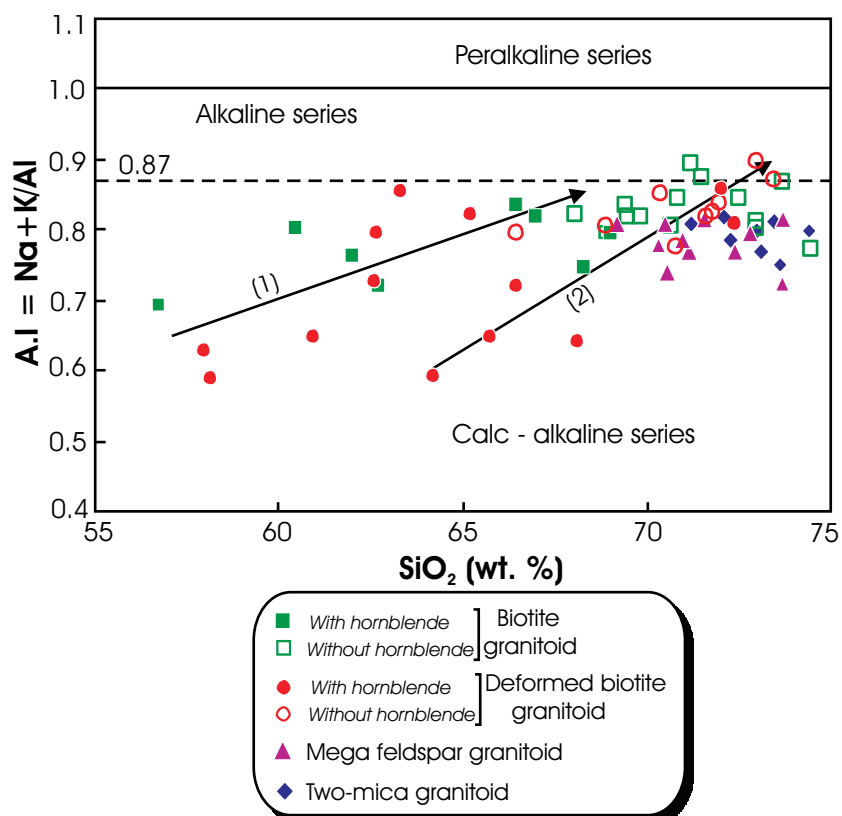 1.1
Peralkaline series
1.0
Alkaline series
0.9
0.87
0.8
(1)
0.7
(2)
0.6
0.5
Calc - alkaline series
0.4
A.I = Na+K/Al
55
60
65
70
75
SiO₂ (wt. %)
With hornblende
Without hornblende
Biotite
granitoid
With hornblende
Without hornblende
Deformed biotite
granitoid
Mega feldspar granitoid
Two-mica granitoid